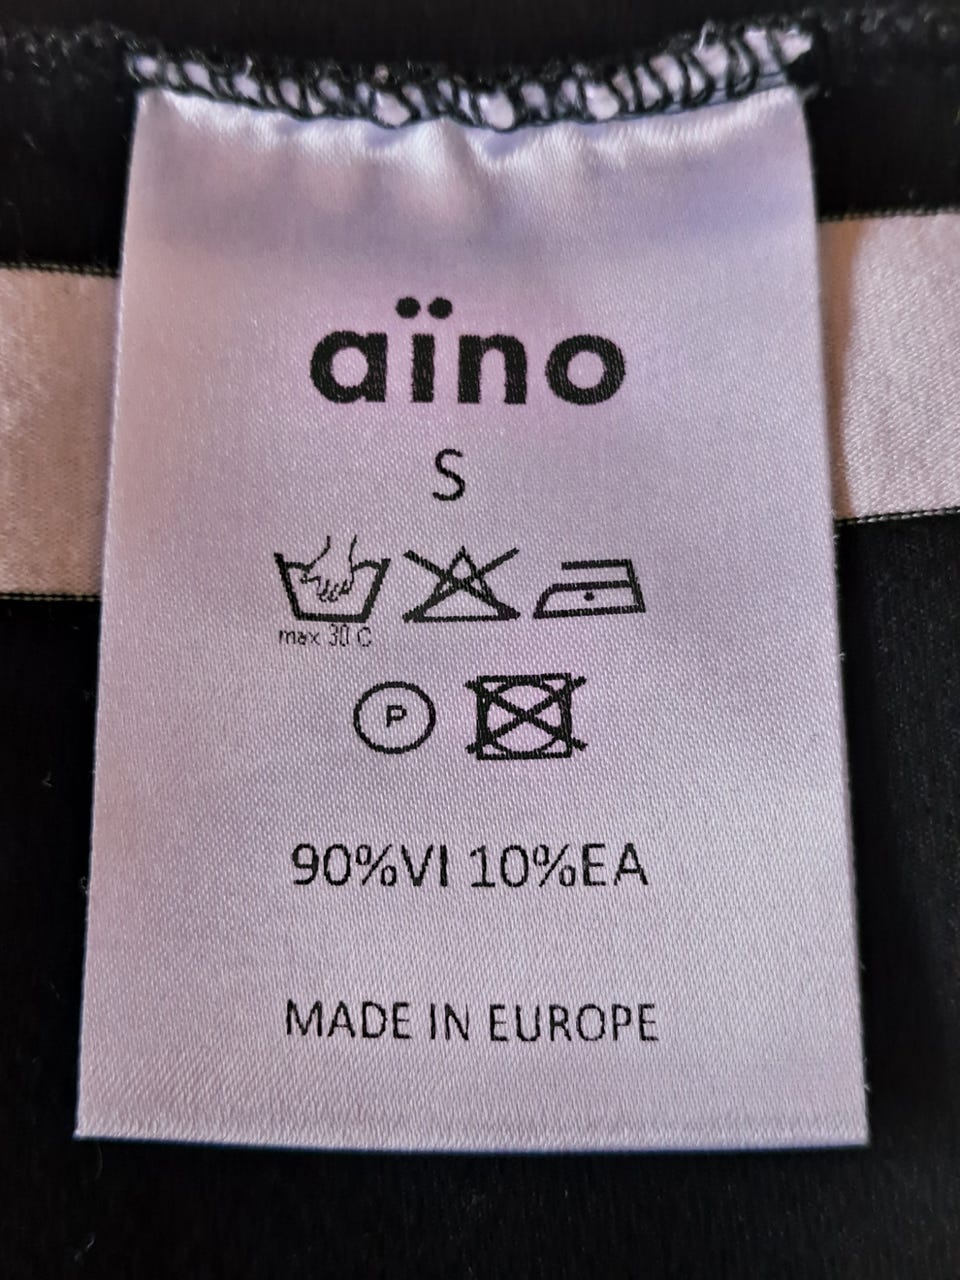 aïno
S
max 30 C
P
90%VI 10%EA
MADE IN EUROPE